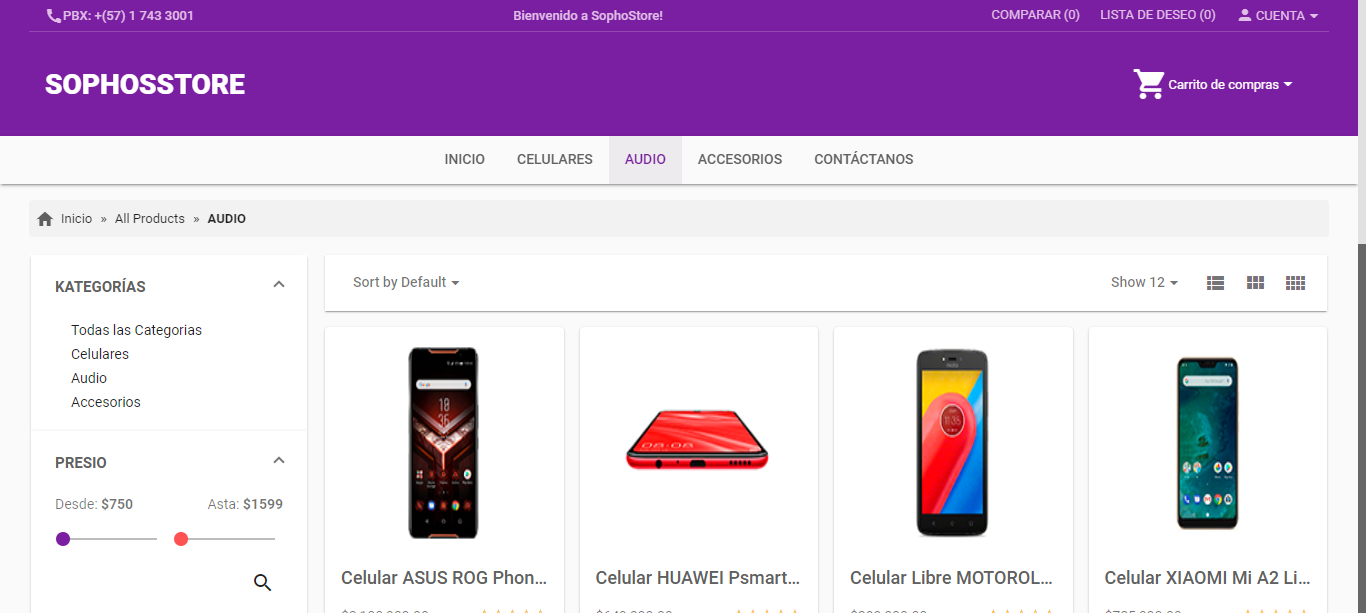 PBX: +(57) 1 743 3001
Bienvenido a SophoStore!
COMPARAR (0)
LISTA DE DESEO (0)
CUENTA
SOPHOSSTORE
Carrito de compras
INICIO
CELULARES
AUDIO
ACCESORIOS
CONTÁCTANOS
Inicio » All Products » AUDIO
KATEGORÍAS
Todas las Categorias
Celulares
Audio
Accesorios
PRESIO
Desde: $750
Asta: $1599
Sort by Default
Show 12
Celular ASUS ROG Phon...
Celular HUAWEI Psmart...
Celular Libre MOTOROL...
Celular XIAOMI Mi A2 Li...